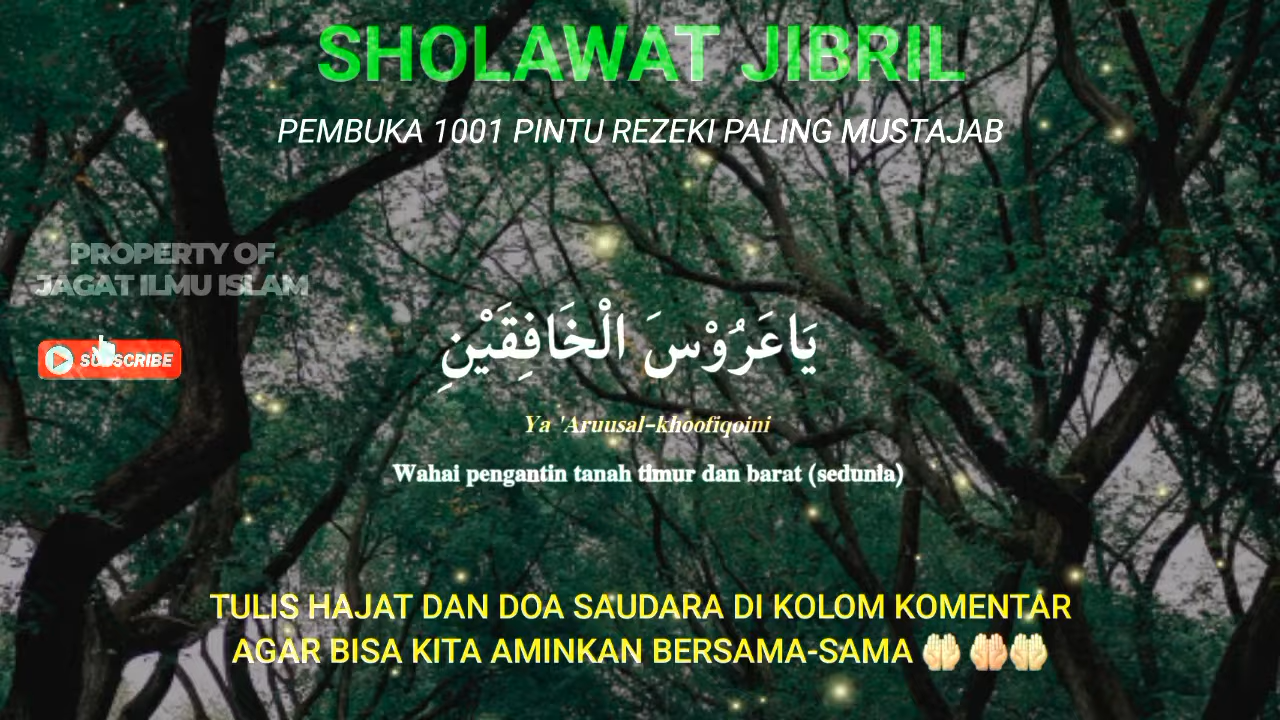 SHOLAWAT JIBRIL
PEMBUKA 1001 PINTU REZEKI PALING MUSTAJAB
PROPERTY OF
JAGAT ILMU ISLAM
SUBSCRIBE
يَاعَرُوْسَ الْخَافِقَيْنِ
Ya 'Aruusal-khoofiqoini
Wahai pengantin tanah timur dan barat (sedunia)
TULIS HAJAT DAN DOA SAUDARA DI KOLOM KOMENTAR
AGAR BISA KITA AMINKAN BERSAMA-SAMA 🤲🏻 🤲🏼 🤲🏻